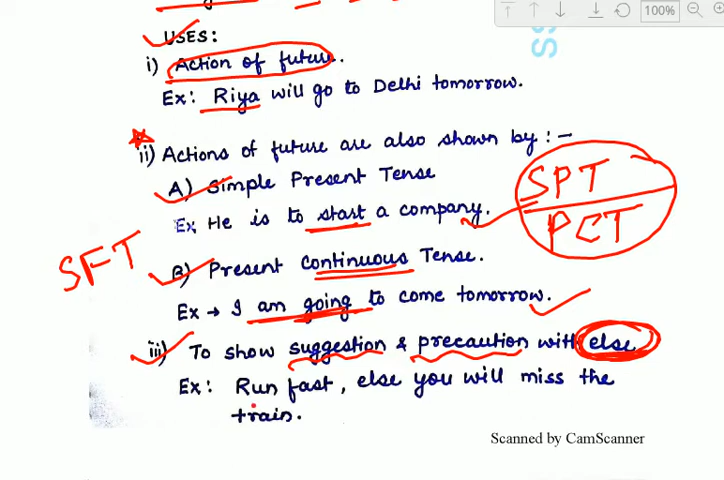 100%
USES:
SS
i) Action of future.
Ex: Riya will go to Delhi tomorrow.
ii) Actions of future are also shown by :-
A) Simple Present Tense
SPT
Ex He is to start a company.
PCT
SFT
B) Present continuous Tense.
Ex → I am going to come tomorrow.
iii) To show suggestion & precaution with else
Ex: Run fast, else you will miss the
train.
Scanned by CamScanner